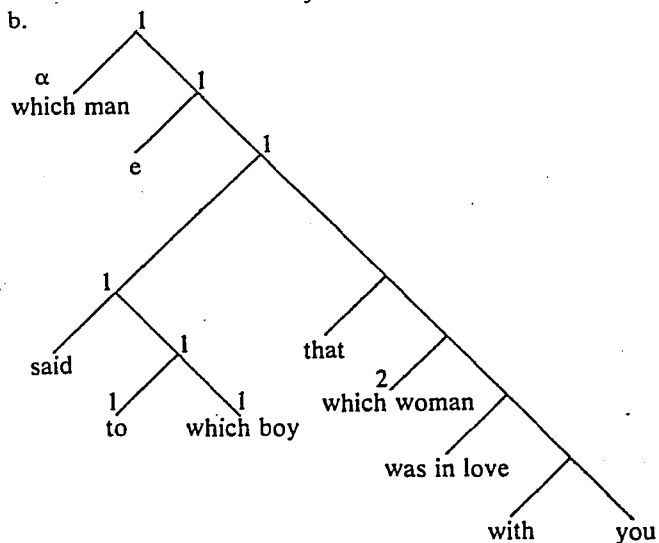 b.
1
α
which man
1
e
1
1
said
1
1
to
1
which boy
that
2
which woman
was in love
with
you